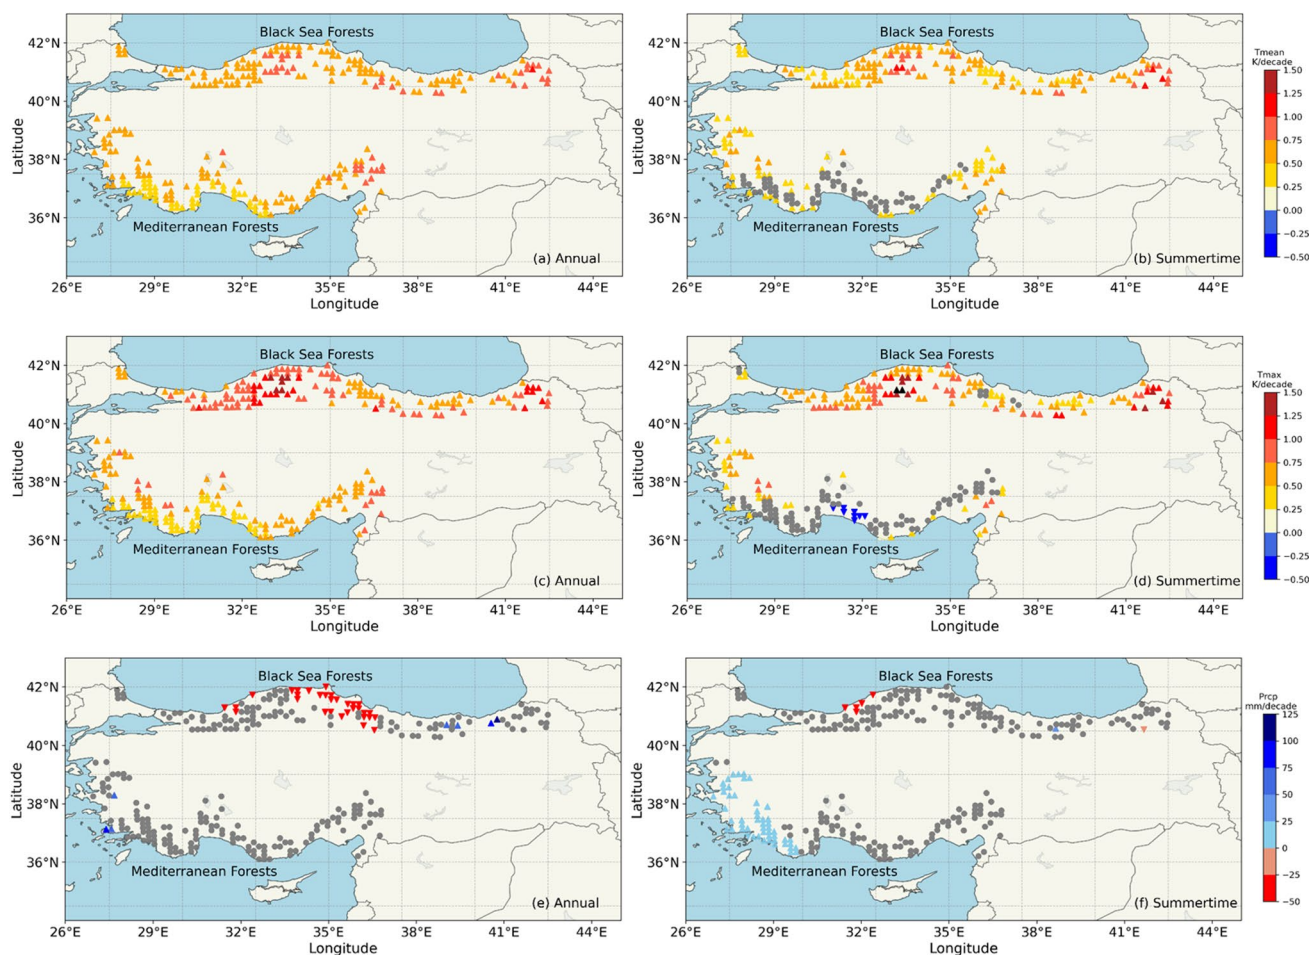 Black Sea Forests
42°N
40°N
38°N
36°N
Latitude
Mediterranean Forests
(a) Annual
26°E 29°E 32°E 35°E 38°E 41°E 44°E
Longitude
Black Sea Forests
42°N
40°N
38°N
36°N
Latitude
Mediterranean Forests
(b) Summertime
26°E 29°E 32°E 35°E 38°E 41°E 44°E
Longitude
Tmean
K/decade
1.50
1.25
1.00
0.75
0.50
0.25
0.00
−0.25
−0.50
Black Sea Forests
42°N
40°N
38°N
36°N
Latitude
Mediterranean Forests
(c) Annual
26°E 29°E 32°E 35°E 38°E 41°E 44°E
Longitude
Black Sea Forests
42°N
40°N
38°N
36°N
Latitude
Mediterranean Forests
(d) Summertime
26°E 29°E 32°E 35°E 38°E 41°E 44°E
Longitude
Tmax
K/decade
1.50
1.25
1.00
0.75
0.50
0.25
0.00
−0.25
−0.50
Black Sea Forests
42°N
40°N
38°N
36°N
Latitude
Mediterranean Forests
(e) Annual
26°E 29°E 32°E 35°E 38°E 41°E 44°E
Longitude
Black Sea Forests
42°N
40°N
38°N
36°N
Latitude
Mediterranean Forests
(f) Summertime
26°E 29°E 32°E 35°E 38°E 41°E 44°E
Longitude
Prcp
mm/decade
125
100
75
50
25
0
−25
−50